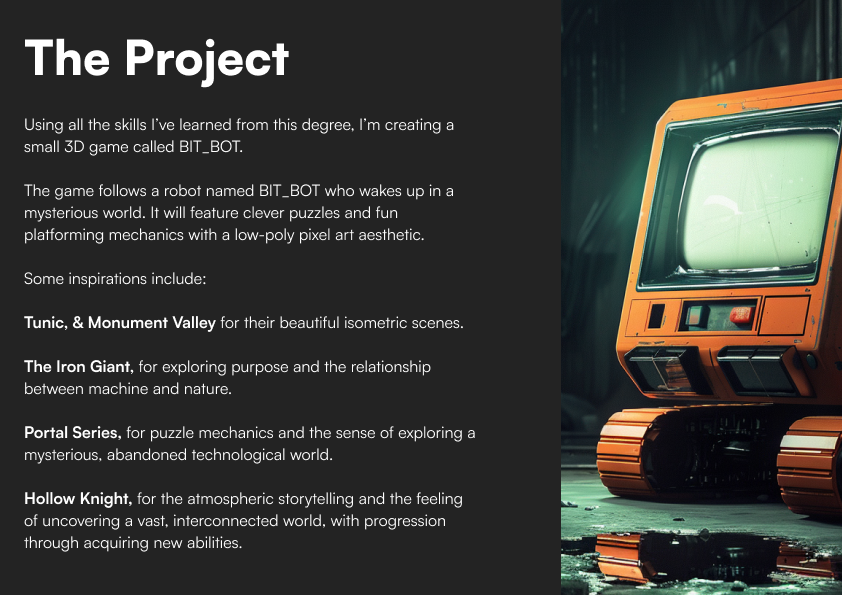 The Project
Using all the skills I’ve learned from this degree, I’m creating a
small 3D game called BIT_BOT.
The game follows a robot named BIT_BOT who wakes up in a
mysterious world. It will feature clever puzzles and fun
platforming mechanics with a low-poly pixel art aesthetic.
Some inspirations include:
Tunic, & Monument Valley for their beautiful isometric scenes.
The Iron Giant, for exploring purpose and the relationship
between machine and nature.
Portal Series, for puzzle mechanics and the sense of exploring a
mysterious, abandoned technological world.
Hollow Knight, for the atmospheric storytelling and the feeling
of uncovering a vast, interconnected world, with progression
through acquiring new abilities.